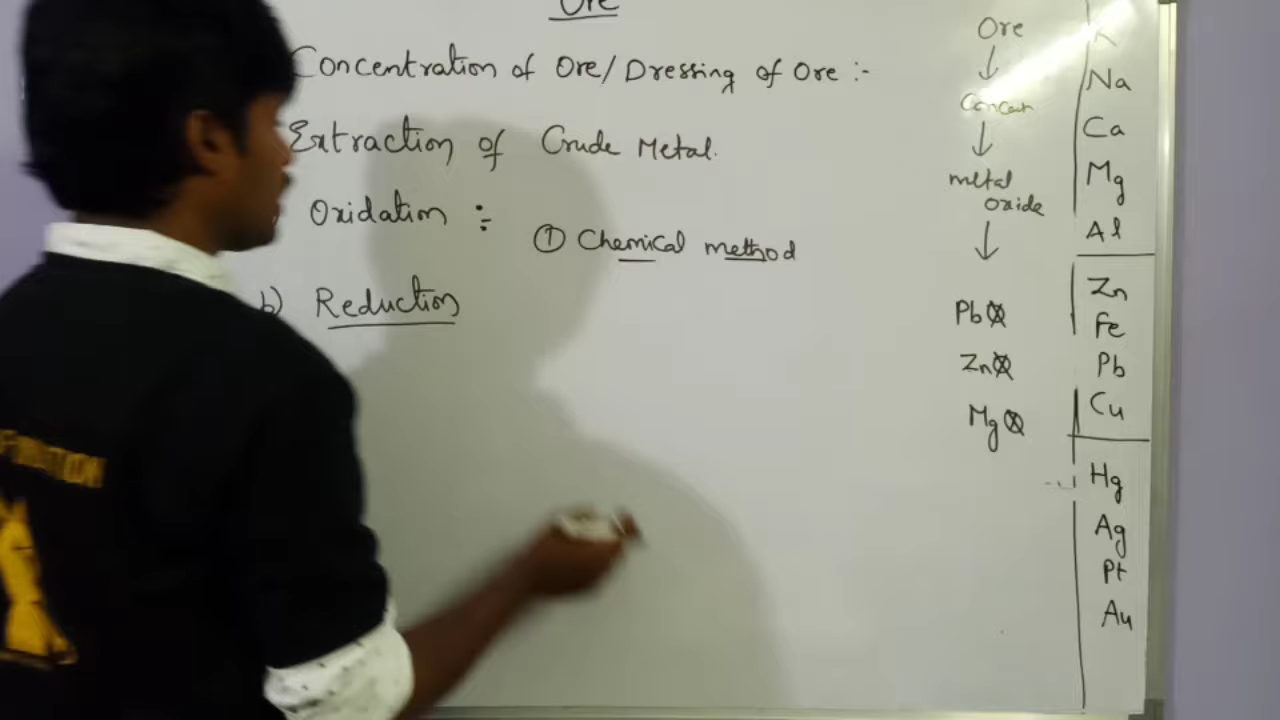 Ore
Concentration of Ore/Dressing of Ore :-
Extraction of Crude Metal.
Oxidation :-
① Chemical method
b) Reduction
Ore
↓
↓
metal
oxide
↓
Pb
Zn
Mg
K
Na
Ca
Mg
Al
Zn
Fe
Pb
Cu
Hg
Ag
Pt
Au